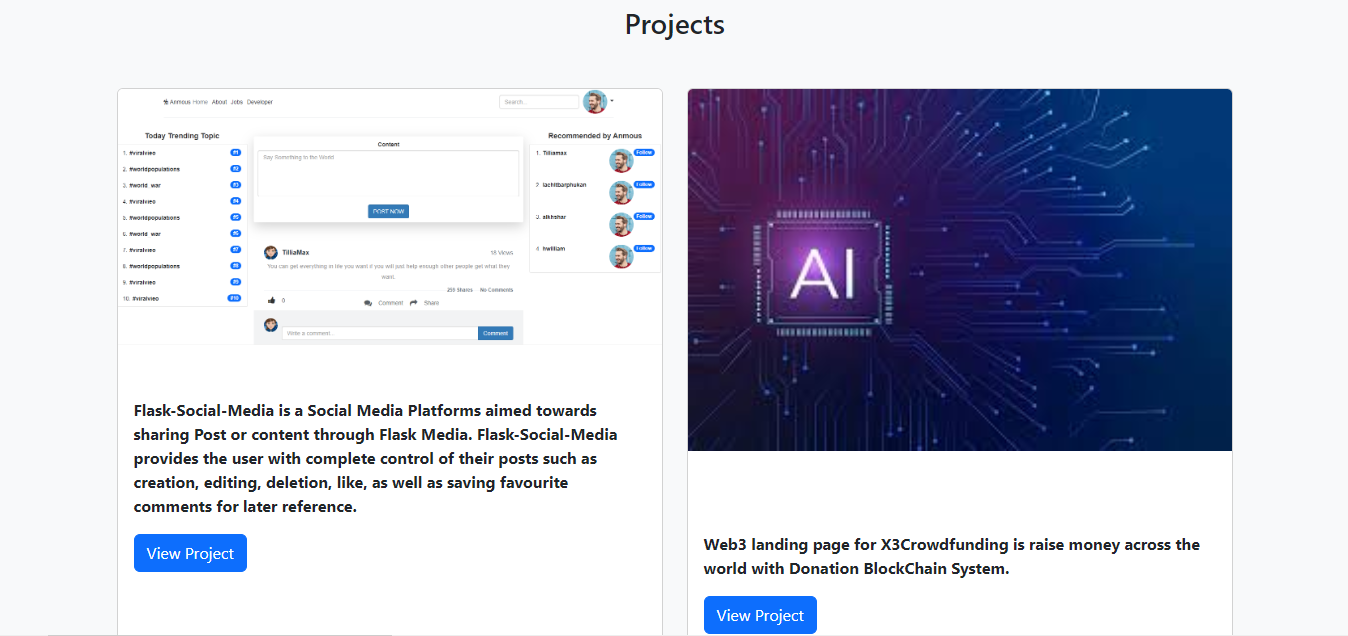 Projects
Anmous Home About Jobs Developer
Search..
Today Trending Topic
1. #viralvieo #1
2. #worldpopulations #2
3. #world war #3
4. #viralvieo #4
5. #worldpopulations #5
6. #world war #6
7. #viralvieo #7
8. #worldpopulations #8
9. #viralvieo #9
10. #viralvieo #10
Content
Say Something to the World
POST NOW
TilliaMax 18 Views
You can get everything in life you want if you will just help enough other people get what they
want.
255 Shares No Comments
0 Comment Share
Write a comment... Comment
Recommended by Anmous
1. Tilliamax Follow
2. lachitbarphukan Follow
3. alkhshar Follow
4. hwilliam Follow
Flask-Social-Media is a Social Media Platforms aimed towards
sharing Post or content through Flask Media. Flask-Social-Media
provides the user with complete control of their posts such as
creation, editing, deletion, like, as well as saving favourite
comments for later reference.
View Project
AI
Web3 landing page for X3Crowdfunding is raise money across the
world with Donation BlockChain System.
View Project